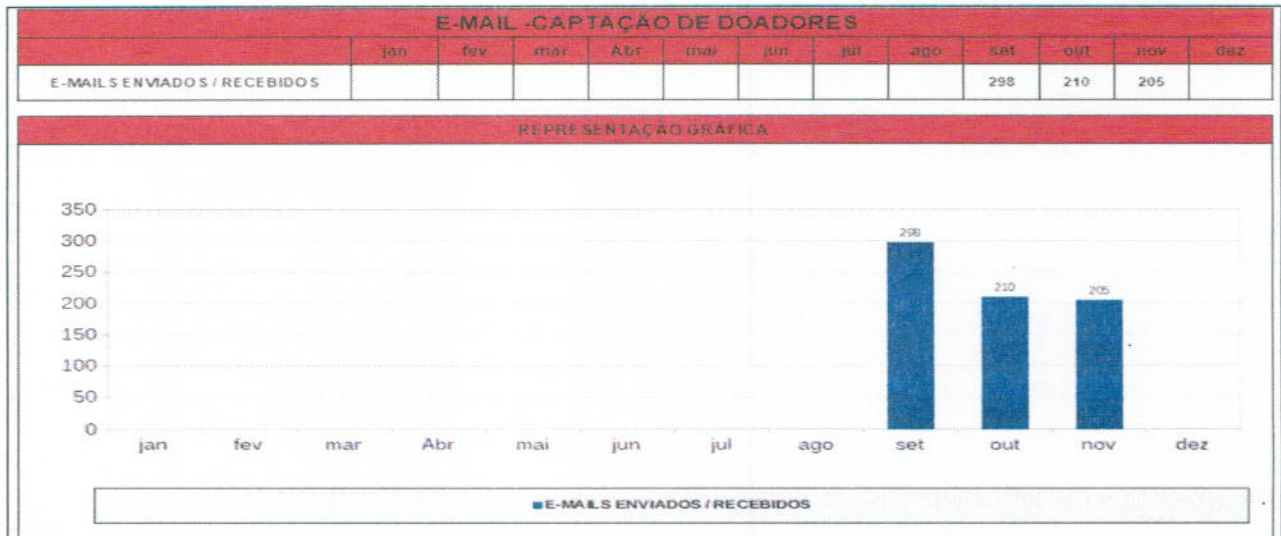 E-MAIL -CAPTAÇÃO DE DOADORES
jan fev mar Abr mai jun jul ago set out nov dez
E-MAILS ENVIADOS / RECEBIDOS 298 210 205
REPRESENTAÇÃO GRÁFICA
350
300
250
200
150
100
50
0
298
210
205
jan fev mar Abr mai jun jul ago set out nov dez
E-MAILS ENVIADOS / RECEBIDOS